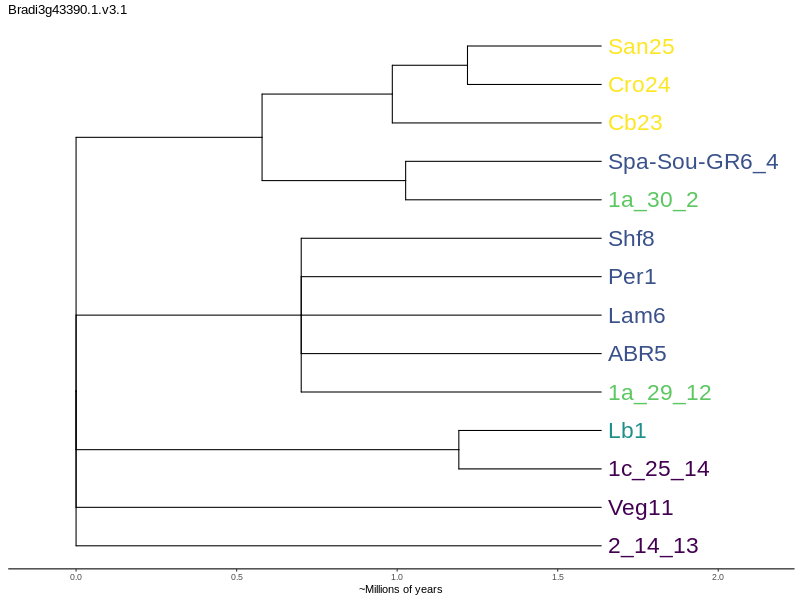 Bradi3g43390.1.v3.1
San25
Cro24
Cb23
Spa-Sou-GR6_4
1a_30_2
Shf8
Per1
Lam6
ABR5
1a_29_12
Lb1
1c_25_14
Veg11
2_14_13
0.0 0.5 1.0 1.5 2.0
~Millions of years